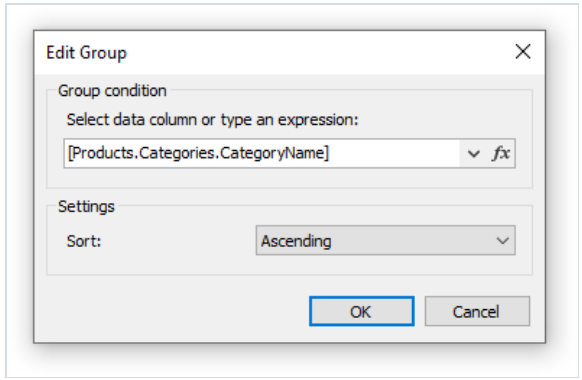 Edit Group
Group condition
Select data column or type an expression:
[Products.Categories.CategoryName]
fx
Settings
Sort: Ascending
OK Cancel